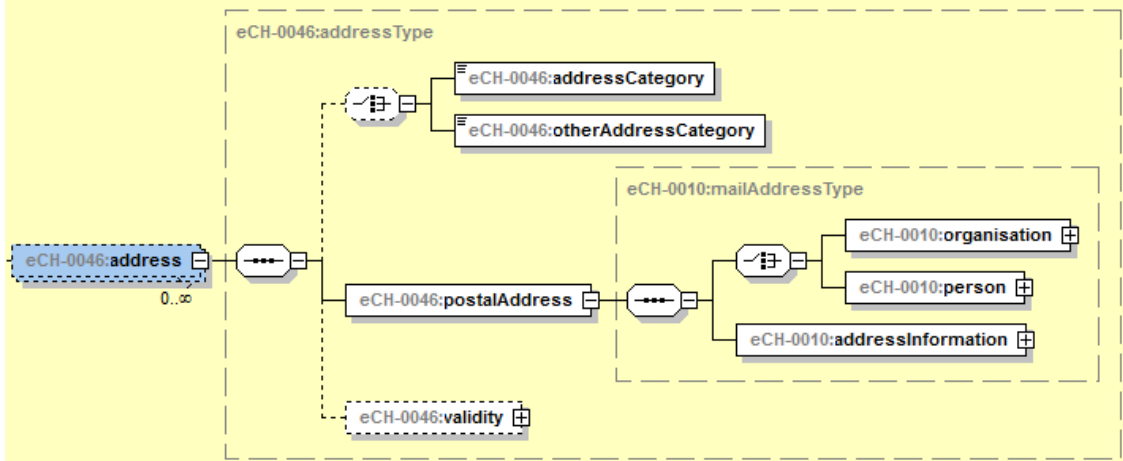 eCH-0046:addressType
eCH-0046:addressCategory
eCH-0046:otherAddressCategory
eCH-0010:mailAddressType
eCH-0010:organisation
eCH-0046:address
0..∞
eCH-0010:person
eCH-0046:postalAddress
eCH-0010:addressInformation
eCH-0046:validity